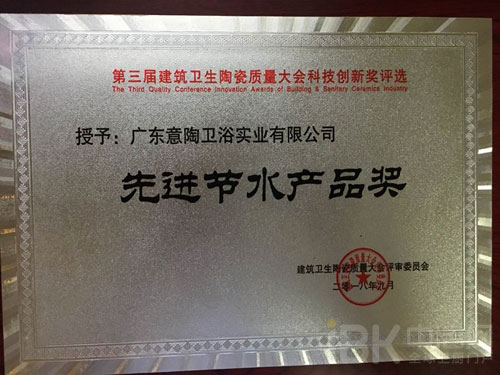 第三届建筑卫生陶瓷质量大会科技创新奖评选
The Third Quality Conference Innovation Awards of Building & Sanitary Ceramics Industry
授予：广东意陶卫浴实业有限公司
先进节水产品奖
建筑卫生陶瓷质量大会评审委员会
二零一八年九月